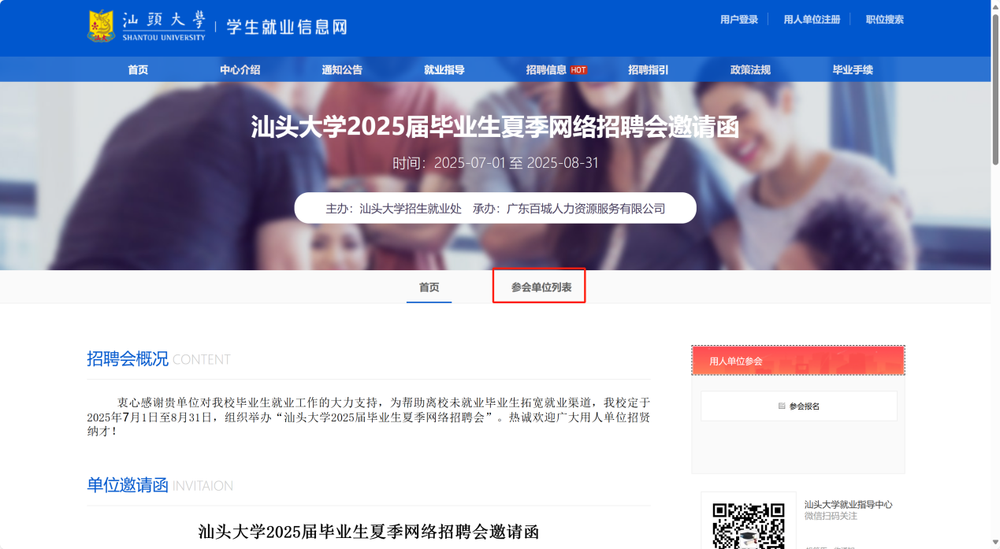 汕頭大學
SHANTOU UNIVERSITY
学生就业信息网
用户登录 用人单位注册 职位搜索
首页 中心介绍 通知公告 就业指导 招聘信息 HOT 招聘指引 政策法规 毕业手续
汕头大学2025届毕业生夏季网络招聘会邀请函
时间：2025-07-01 至 2025-08-31
主办：汕头大学招生就业处 承办：广东百城人力资源服务有限公司
首页 参会单位列表
招聘会概况 CONTENT
衷心感谢贵单位对我校毕业生就业工作的大力支持，为帮助离校未就业毕业生拓宽就业渠道，我校定于
2025年7月1日至8月31日，组织举办“汕头大学2025届毕业生夏季网络招聘会”。热诚欢迎广大用人单位招贤
纳才！
单位邀请函 INVITAION
汕头大学2025届毕业生夏季网络招聘会邀请函
用人单位参会
参会报名
汕头大学就业指导中心
微信扫码关注